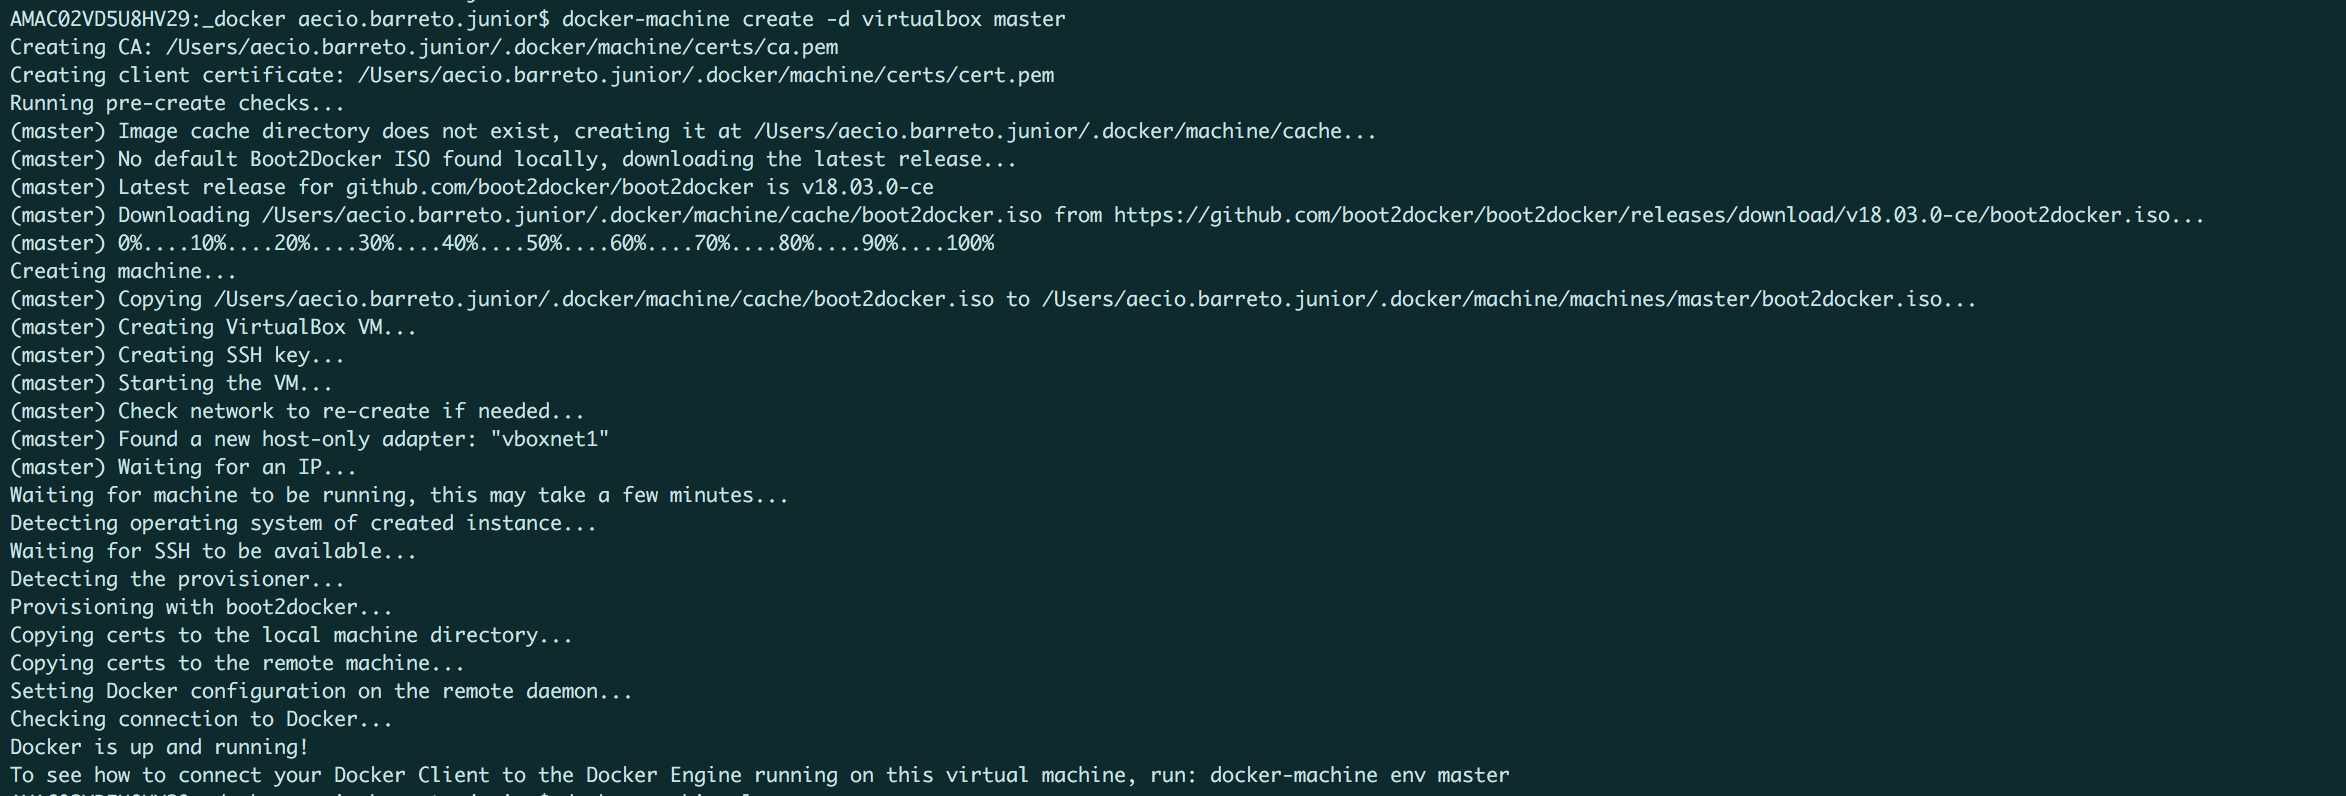 AMAC02VD5U8HV29:_docker aecio.barreto.junior$ docker-machine create -d virtualbox master
Creating CA: /Users/aecio.barreto.junior/.docker/machine/certs/ca.pem
Creating client certificate: /Users/aecio.barreto.junior/.docker/machine/certs/cert.pem
Running pre-create checks...
(master) Image cache directory does not exist, creating it at /Users/aecio.barreto.junior/.docker/machine/cache...
(master) No default Boot2Docker ISO found locally, downloading the latest release...
(master) Latest release for github.com/boot2docker/boot2docker is v18.03.0-ce
(master) Downloading /Users/aecio.barreto.junior/.docker/machine/cache/boot2docker.iso from https://github.com/boot2docker/boot2docker/releases/download/v18.03.0-ce/boot2docker.iso...
(master) 0%....10%....20%....30%....40%....50%....60%....70%....80%....90%....100%
Creating machine...
(master) Copying /Users/aecio.barreto.junior/.docker/machine/cache/boot2docker.iso to /Users/aecio.barreto.junior/.docker/machine/machines/master/boot2docker.iso...
(master) Creating VirtualBox VM...
(master) Creating SSH key...
(master) Starting the VM...
(master) Check network to re-create if needed...
(master) Found a new host-only adapter: "vboxnet1"
(master) Waiting for an IP...
Waiting for machine to be running, this may take a few minutes...
Detecting operating system of created instance...
Waiting for SSH to be available...
Detecting the provisioner...
Provisioning with boot2docker...
Copying certs to the local machine directory...
Copying certs to the remote machine...
Setting Docker configuration on the remote daemon...
Checking connection to Docker...
Docker is up and running!
To see how to connect your Docker Client to the Docker Engine running on this virtual machine, run: docker-machine env master